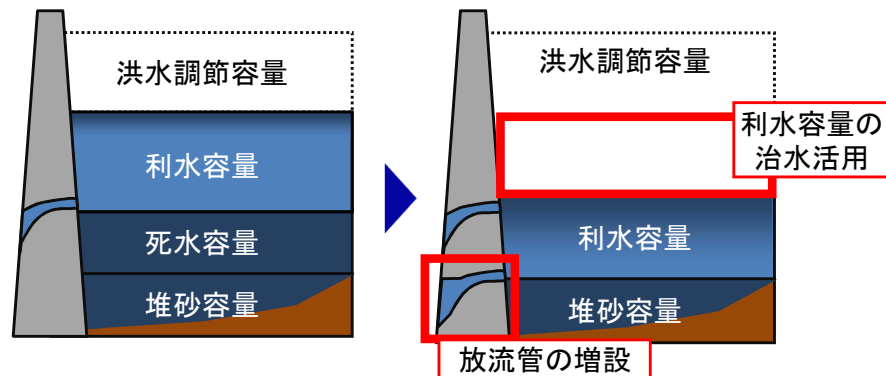 洪水調節容量
利水容量
死水容量
堆砂容量
洪水調節容量
利水容量の
治水活用
利水容量
堆砂容量
放流管の増設